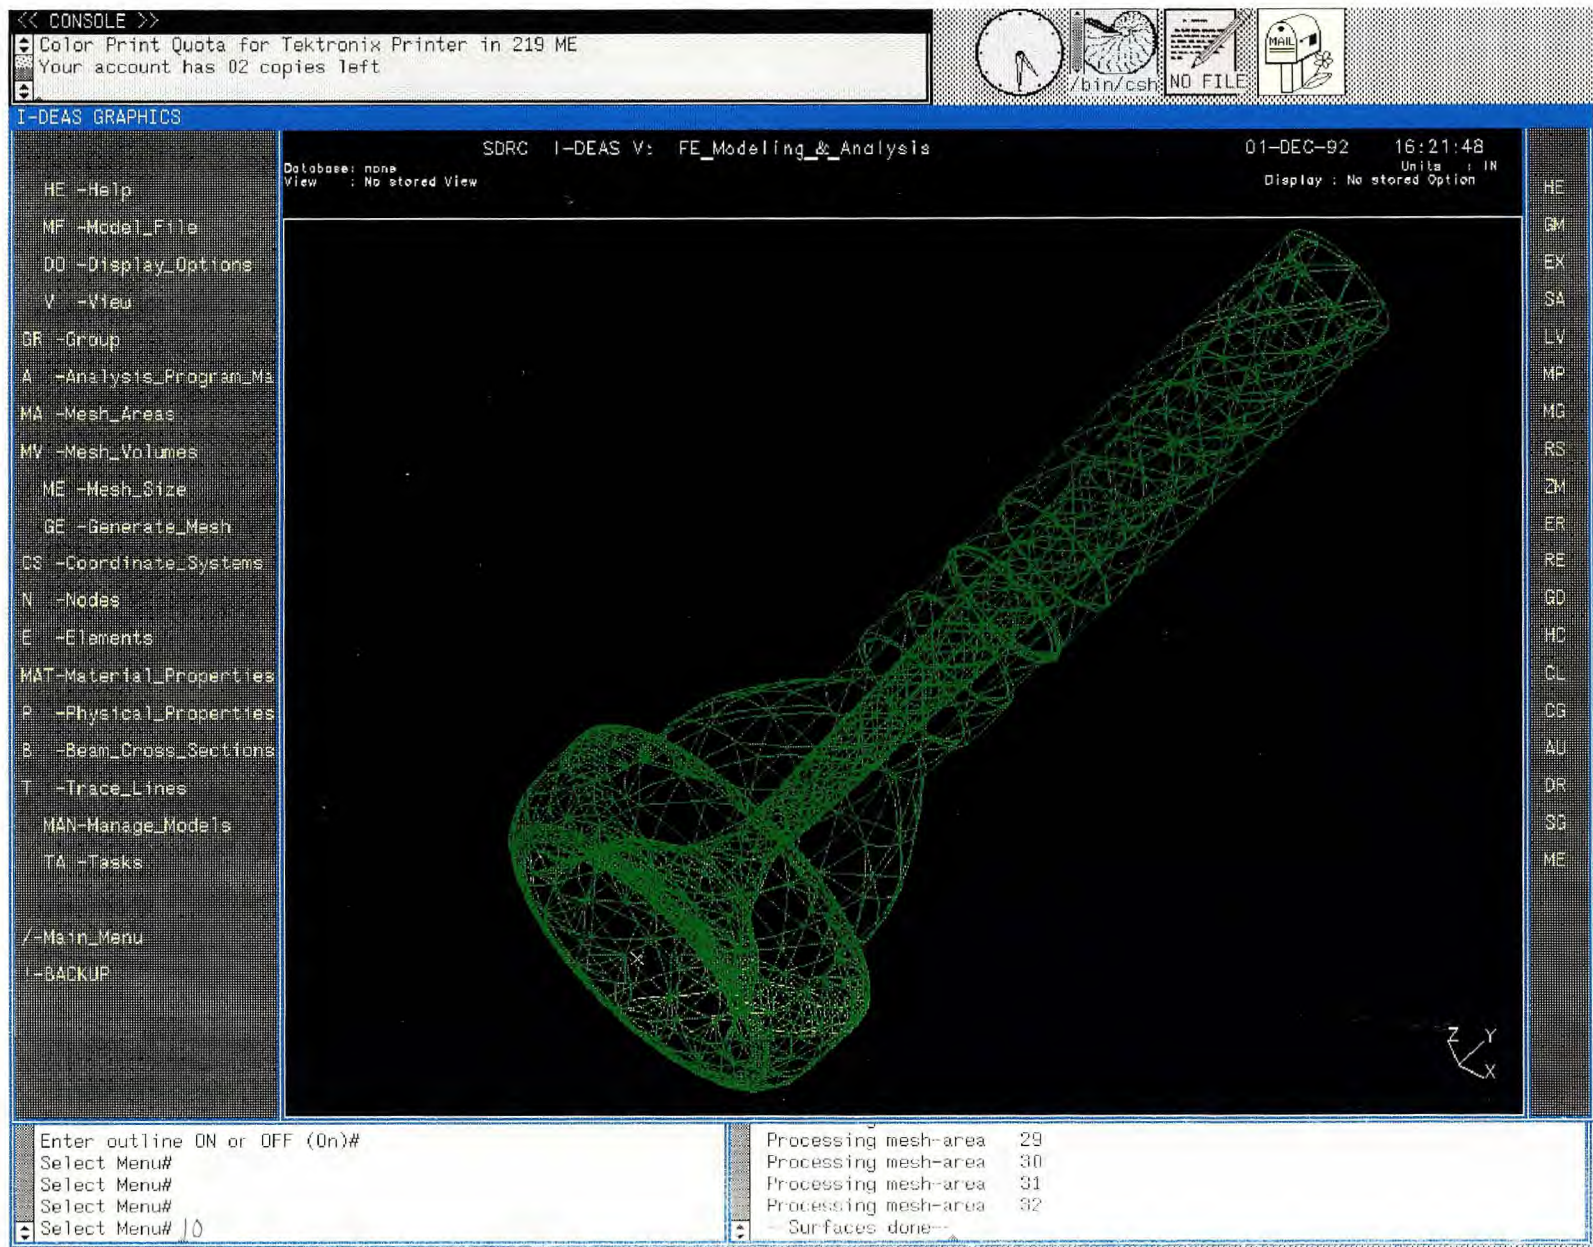 << CONSOLE >>
Color Print Quota for Tektronix Printer in 219 ME
Your account has 02 copies left
/bin/csh
NO FILE
MAIL
I-DEAS GRAPHICS
SDRC I-DEAS V: FE_Modeling_&_Analysis
01-DEC-92 16:21:48
Database: none
Units : IN
View : No stored View
Display : No stored Option
HE -Help
MF -Model_File
DO -Display_Options
V -View
GR -Group
A -Analysis_Program_Ma
MA -Mesh_Areas
MV -Mesh_Volumes
ME -Mesh_Size
GE -Generate_Mesh
CS -Coordinate_Systems
N -Nodes
E -Elements
MAT-Material_Properties
P -Physical_Properties
B -Beam_Cross_Sections
T -Trace_Lines
MAN-Manage_Models
TA -Tasks
/-Main_Menu
!-BACKUP
HE
GM
EX
SA
LV
MP
MG
RS
ZM
ER
RE
GD
HC
CL
CG
AU
DR
SG
ME
Z Y
X
Enter outline ON or OFF (On)#
Select Menu#
Select Menu#
Select Menu#
Select Menu#
Processing mesh-area 29
Processing mesh-area 30
Processing mesh-area 31
Processing mesh-area 32
-- Surfaces done--